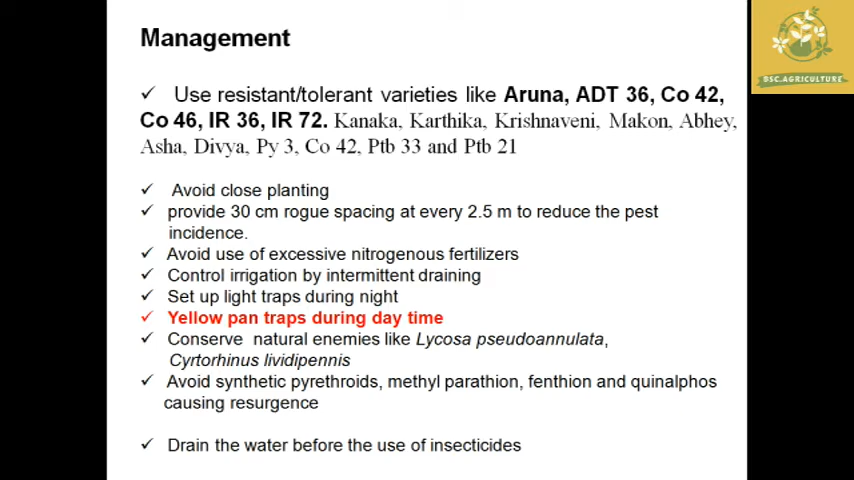 Management
✓ Use resistant/tolerant varieties like Aruna, ADT 36, Co 42,
Co 46, IR 36, IR 72. Kanaka, Karthika, Krishnaveni, Makon, Abhey,
Asha, Divya, Py 3, Co 42, Ptb 33 and Ptb 21
✓ Avoid close planting
✓ provide 30 cm rogue spacing at every 2.5 m to reduce the pest
incidence.
✓ Avoid use of excessive nitrogenous fertilizers
✓ Control irrigation by intermittent draining
✓ Set up light traps during night
✓ Yellow pan traps during day time
✓ Conserve natural enemies like Lycosa pseudoannulata,
Cyrtorhinus lividipennis
✓ Avoid synthetic pyrethroids, methyl parathion, fenthion and quinalphos
causing resurgence
✓ Drain the water before the use of insecticides
BSC.AGRICULTURE